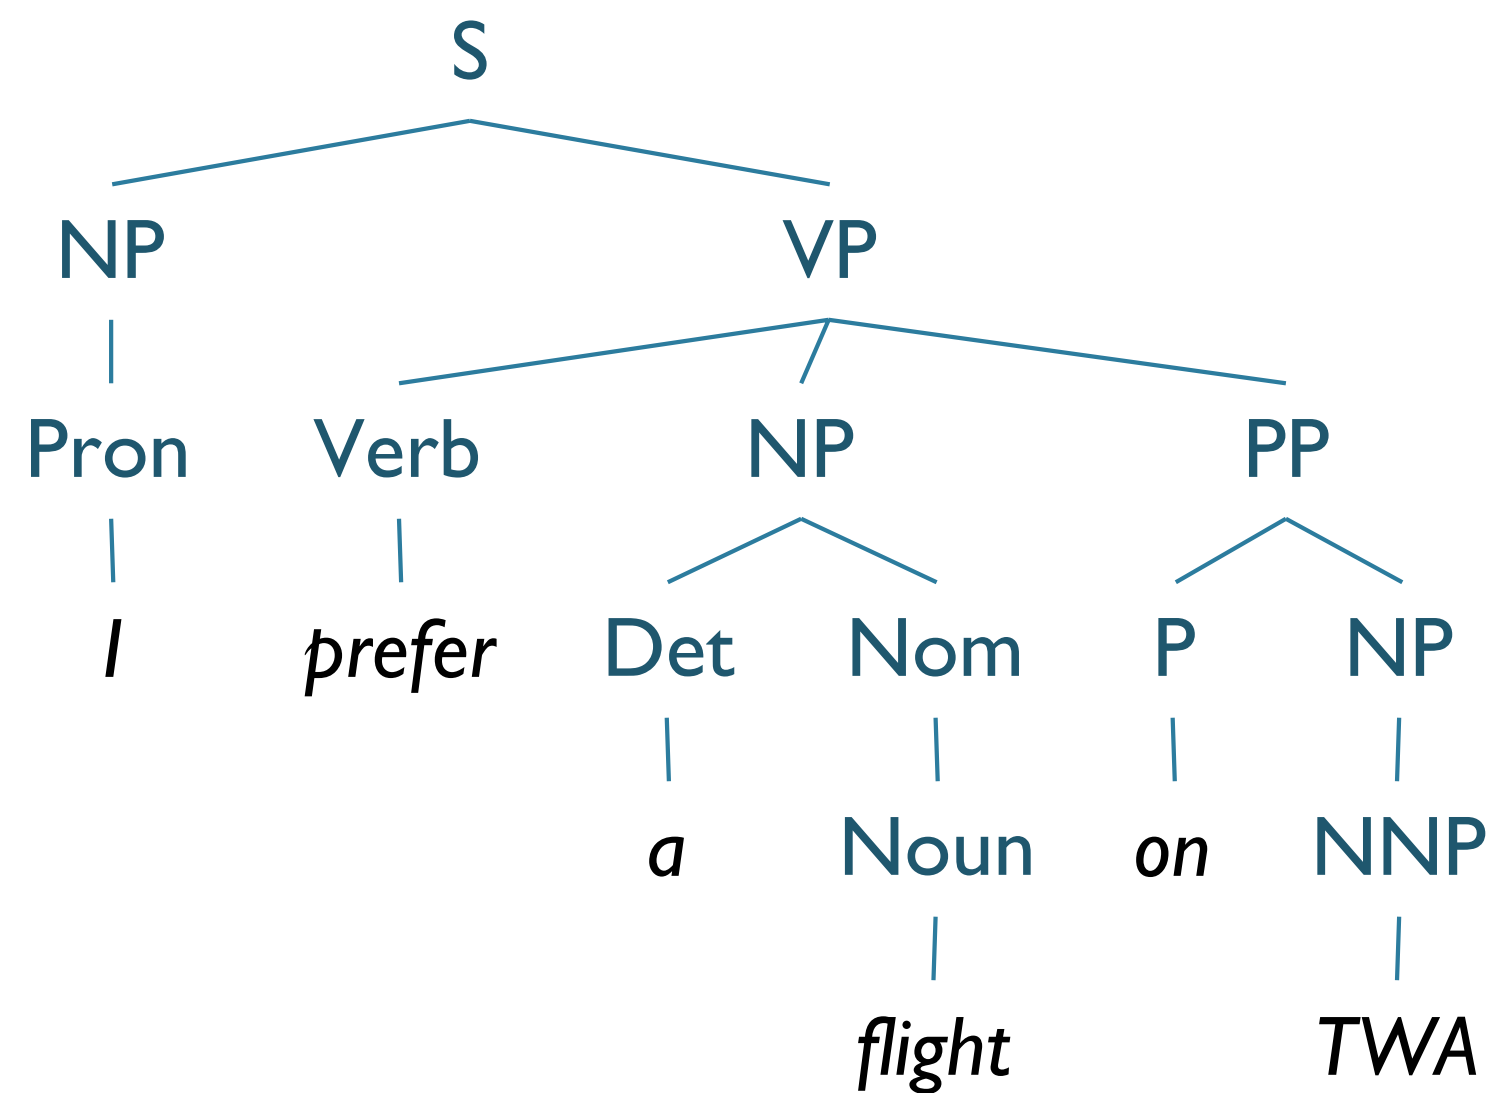 S
NP VP
Pron Verb NP PP
I prefer Det Nom P NP
a Noun on NNP
flight TWA